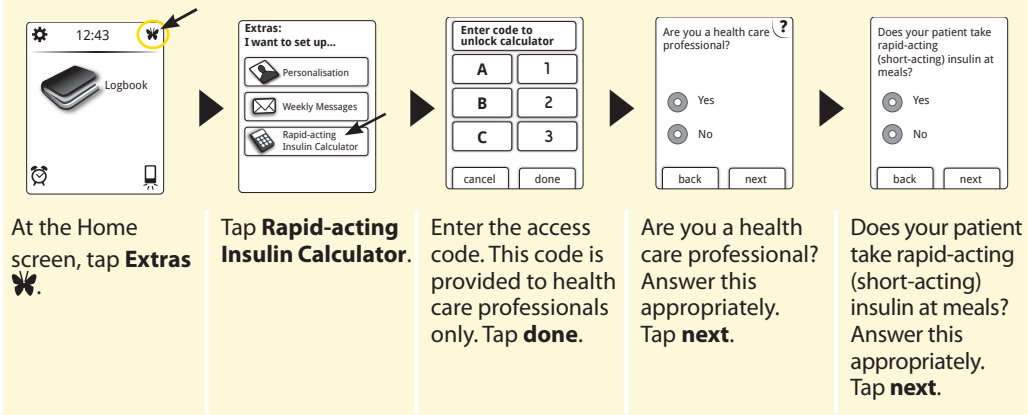 12:43
Logbook
Extras:
I want to set up...
Personalisation
Weekly Messages
Rapid-acting
Insulin Calculator
Enter code to
unlock calculator
A
1
B
2
C
3
cancel
done
Are you a health care
professional?
?
Yes
No
back
next
Does your patient take
rapid-acting
(short-acting) insulin at
meals?
Yes
No
back
next
At the Home
screen, tap Extras
.
Tap Rapid-acting
Insulin Calculator.
Enter the access
code. This code is
provided to health
care professionals
only. Tap done.
Are you a health
care professional?
Answer this
appropriately.
Tap next.
Does your patient
take rapid-acting
(short-acting)
insulin at meals?
Answer this
appropriately.
Tap next.